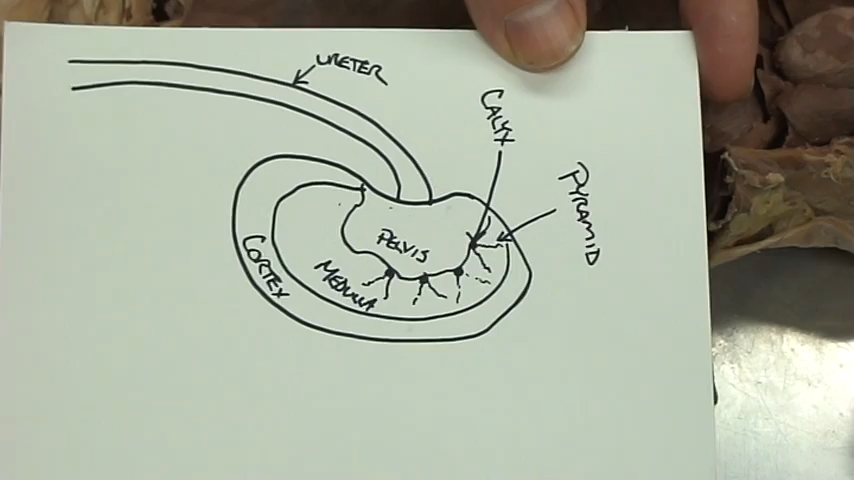 URETER
CALYX
PYRAMID
PELVIS
MEDULLA
CORTEX